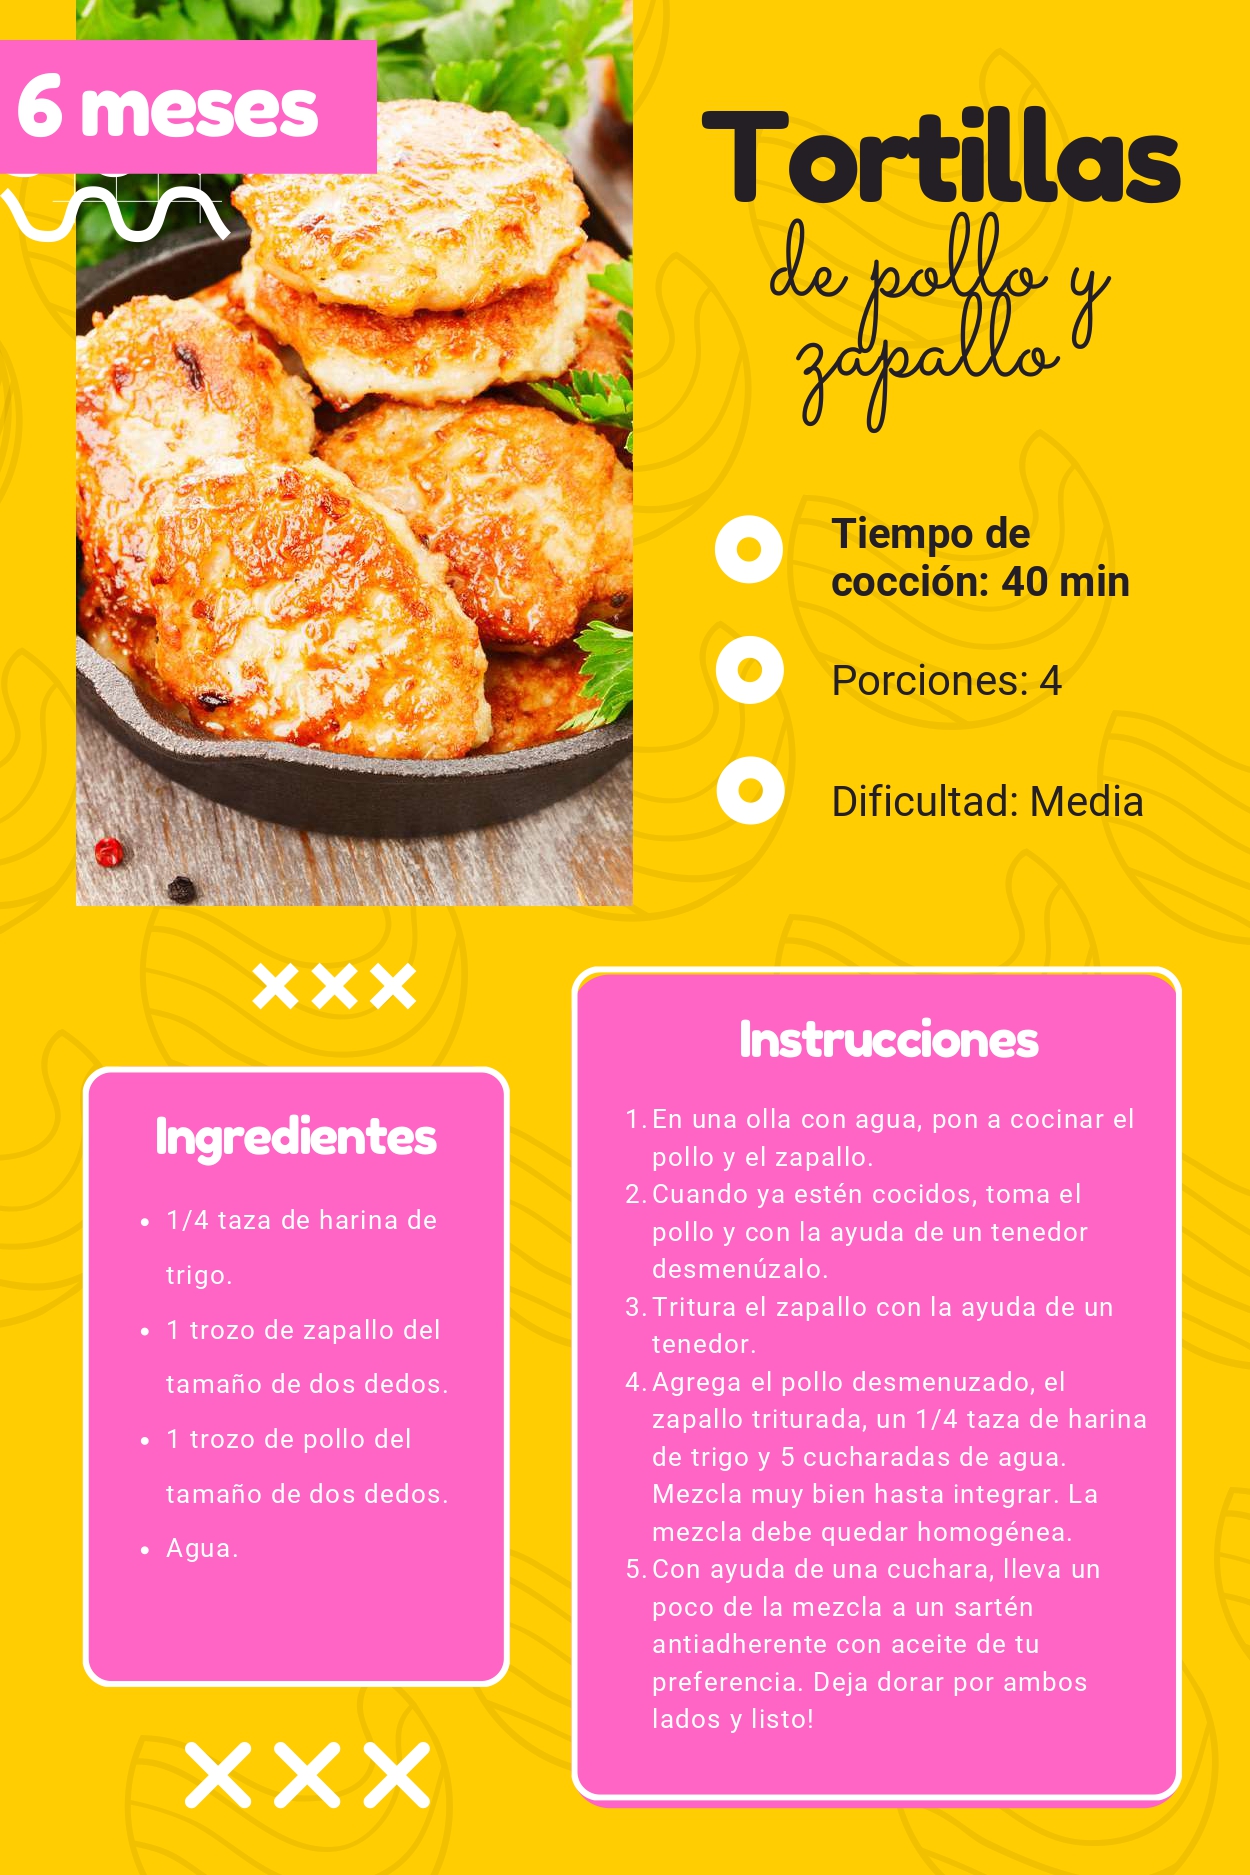 6 meses
Tortillas
de pollo y
zapallo
Tiempo de
cocción: 40 min
Porciones: 4
Dificultad: Media
Ingredientes
• 1/4 taza de harina de
trigo.
• 1 trozo de zapallo del
tamaño de dos dedos.
• 1 trozo de pollo del
tamaño de dos dedos.
• Agua.
Instrucciones
1. En una olla con agua, pon a cocinar el
pollo y el zapallo.
2. Cuando ya estén cocidos, toma el
pollo y con la ayuda de un tenedor
desmenúzalo.
3. Tritura el zapallo con la ayuda de un
tenedor.
4. Agrega el pollo desmenuzado, el
zapallo triturada, un 1/4 taza de harina
de trigo y 5 cucharadas de agua.
Mezcla muy bien hasta integrar. La
mezcla debe quedar homogénea.
5. Con ayuda de una cuchara, lleva un
poco de la mezcla a un sartén
antiadherente con aceite de tu
preferencia. Deja dorar por ambos
lados y listo!